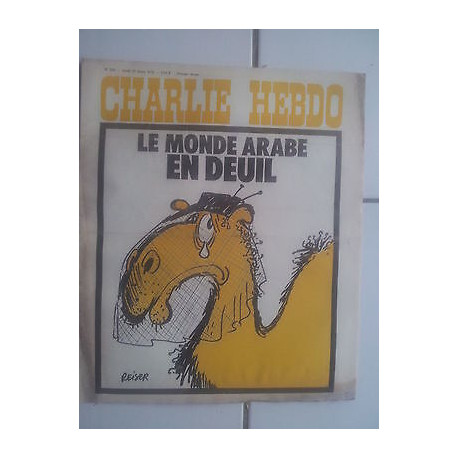 CHARLIE HEBDO
LE MONDE ARABE
EN DEUIL
REISER